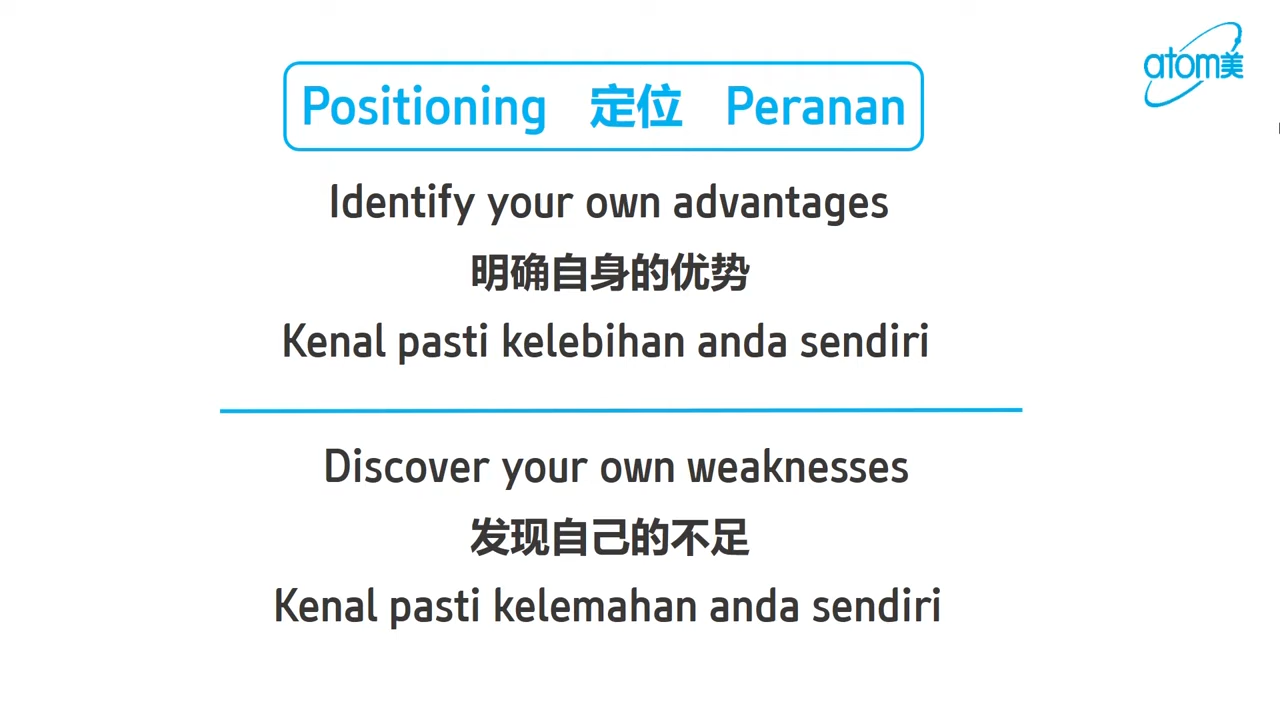 atom美
Positioning 定位 Peranan
Identify your own advantages
明确自身的优势
Kenal pasti kelebihan anda sendiri
Discover your own weaknesses
发现自己的不足
Kenal pasti kelemahan anda sendiri